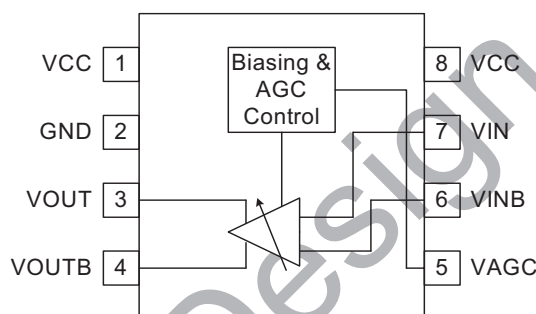 VCC 1
GND 2
VOUT 3
VOUTB 4
Biasing &
AGC
Control
8 VCC
7 VIN
6 VINB
5 VAGC
Design